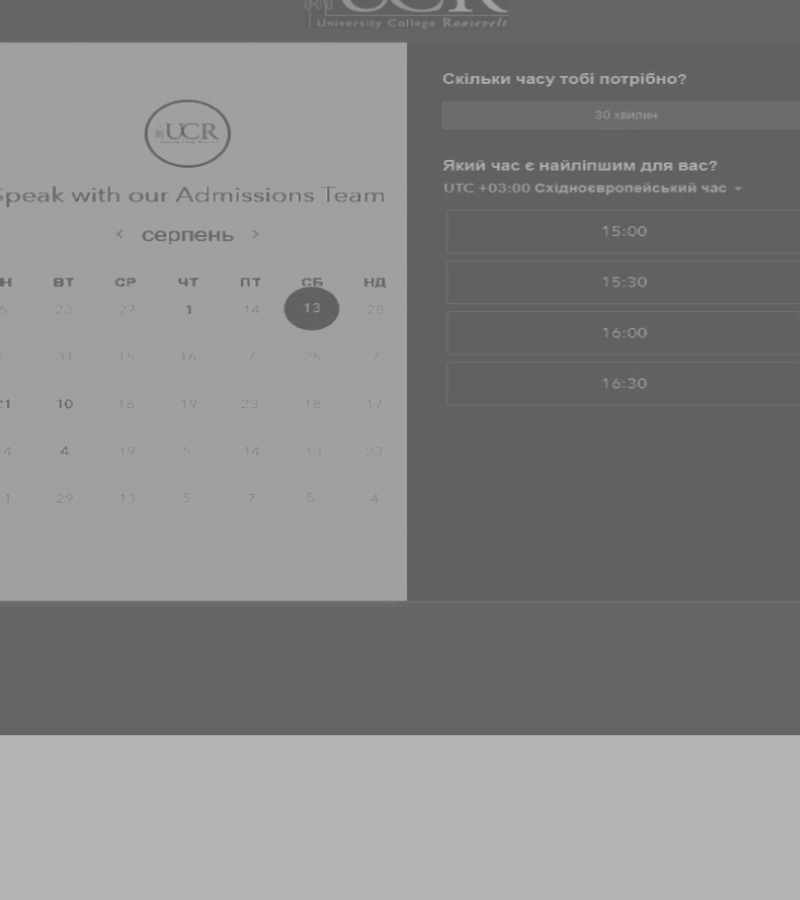 UCR
University College Roosevelt
UCR
Speak with our Admissions Team
‹ серпень ›
Н ВТ СР ЧТ ПТ СБ НД
23 27 1 14 13 28
31 15 16 7 25 7
10 16 19 23 18 17
4 4 19 5 14 13 23
1 29 13 5 7 5 4
Скільки часу тобі потрібно?
30 хвилин
Який час є найліпшим для вас?
UTC +03:00 Східноєвропейський час
15:00
15:30
16:00
16:30